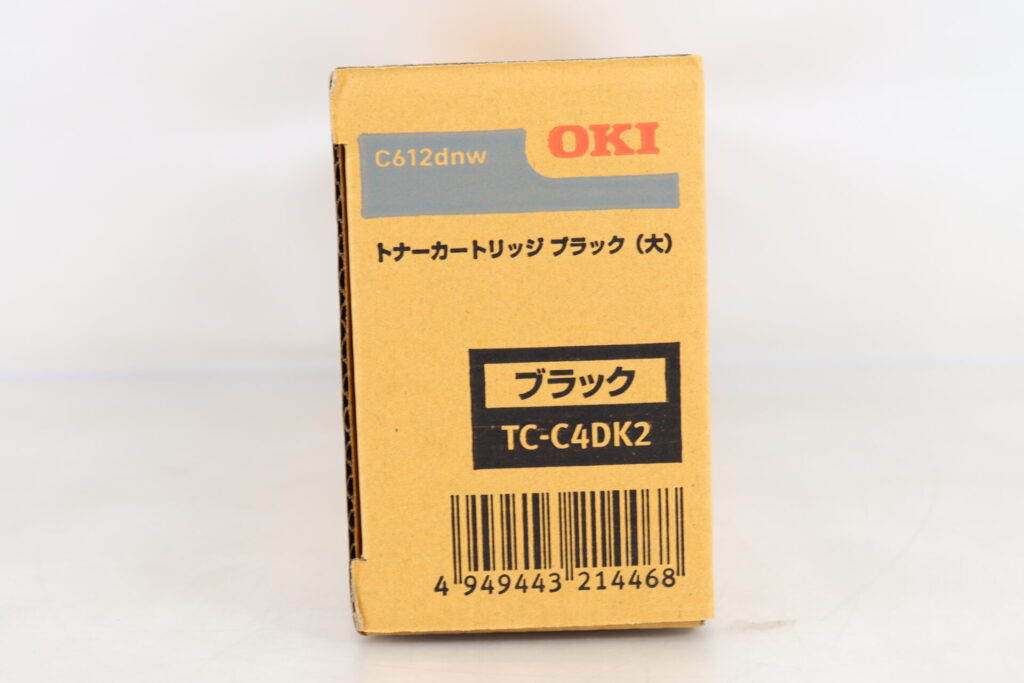 OKI
C612dnw
トナーカートリッジ ブラック（大）
ブラック
TC-C4DK2
4 949443 214468